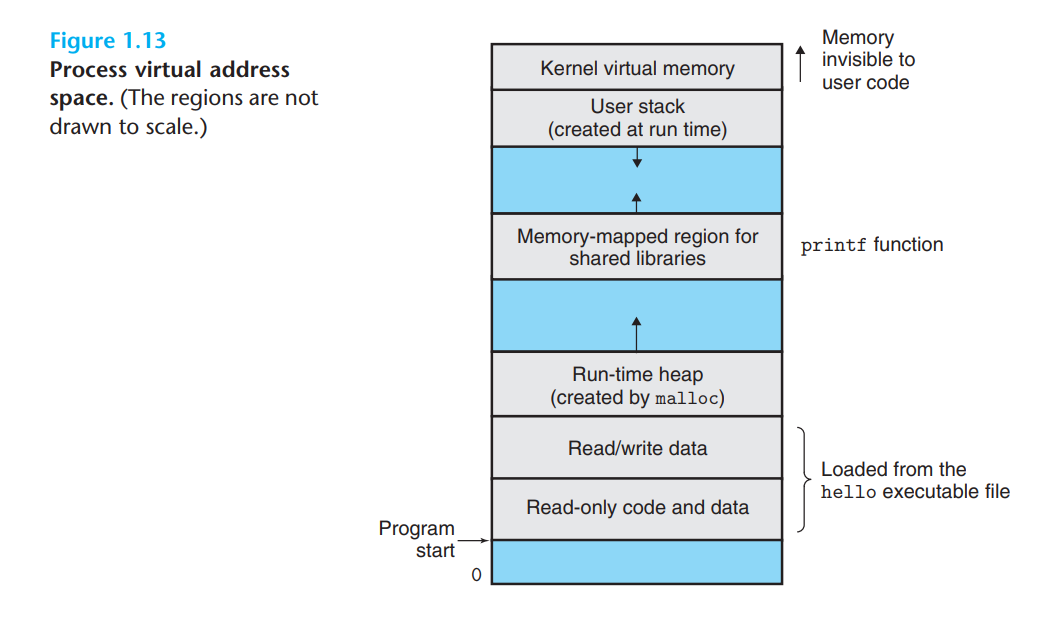 Figure 1.13
Process virtual address
space. (The regions are not
drawn to scale.)
Kernel virtual memory
Memory
invisible to
user code
User stack
(created at run time)
Memory-mapped region for
shared libraries
printf function
Run-time heap
(created by malloc)
Read/write data
Read-only code and data
Loaded from the
hello executable file
Program
start
0